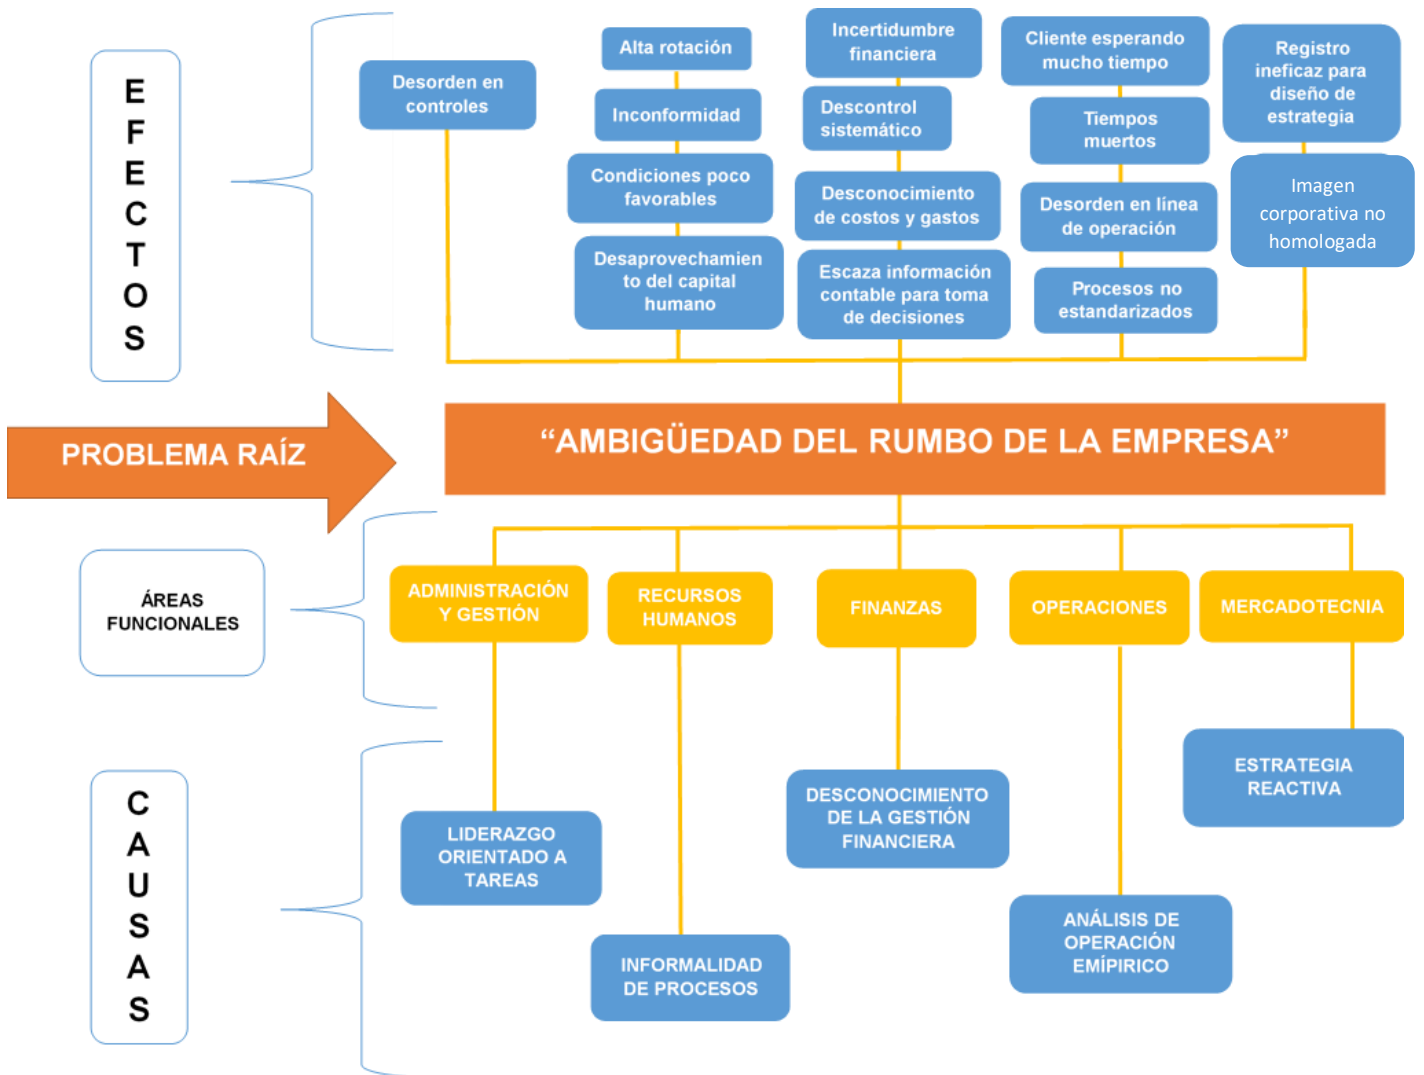 E
F
E
C
T
O
S
Desorden en
controles
Alta rotación
Inconformidad
Condiciones poco
favorables
Desaprovechamien
to del capital
humano
Incertidumbre
financiera
Descontrol
sistemático
Desconocimiento
de costos y gastos
Escaza información
contable para toma
de decisiones
Cliente esperando
mucho tiempo
Tiempos
muertos
Desorden en línea
de operación
Procesos no
estandarizados
Registro
ineficaz para
diseño de
estrategia
Imagen
corporativa no
homologada
PROBLEMA RAÍZ
“AMBIGÜEDAD DEL RUMBO DE LA EMPRESA”
ÁREAS
FUNCIONALES
ADMINISTRACIÓN
Y GESTIÓN
RECURSOS
HUMANOS
FINANZAS
OPERACIONES
MERCADOTECNIA
C
A
U
S
A
S
LIDERAZGO
ORIENTADO A
TAREAS
INFORMALIDAD
DE PROCESOS
DESCONOCIMIENTO
DE LA GESTIÓN
FINANCIERA
ANÁLISIS DE
OPERACIÓN
EMÍPIRICO
ESTRATEGIA
REACTIVA